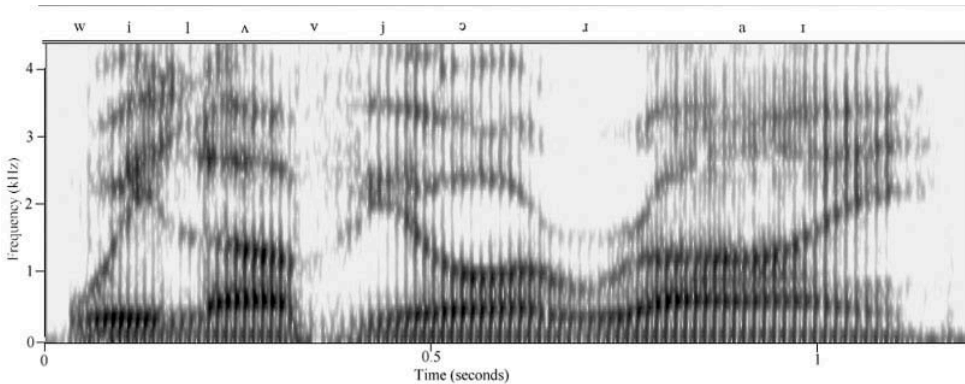 w i l ʌ v j ɔ ɹ a ɪ
4
3
2
1
0
Frequency (kHz)
0 0.5 1
Time (seconds)